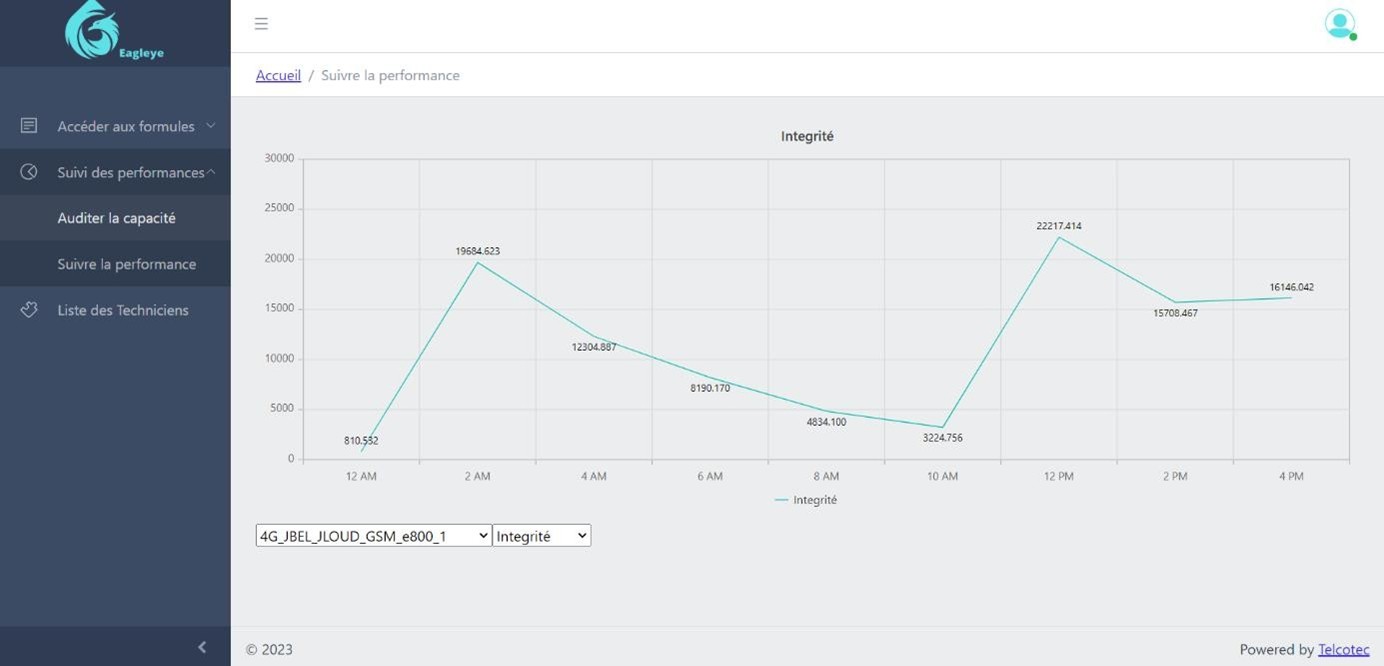 Eagleye
Accueil / Suivre la performance
Accéder aux formules
Suivi des performances
Auditer la capacité
Suivre la performance
Liste des Techniciens
Integrité
30000
25000
20000
15000
10000
5000
0
810.532
19684.623
12304.887
8190.170
4834.100
3224.756
22217.414
15708.467
16146.042
12 AM 2 AM 4 AM 6 AM 8 AM 10 AM 12 PM 2 PM 4 PM
Integrité
4G_JBEL_JLOUD_GSM_e800_1 Integrité
© 2023 Powered by Telcotec